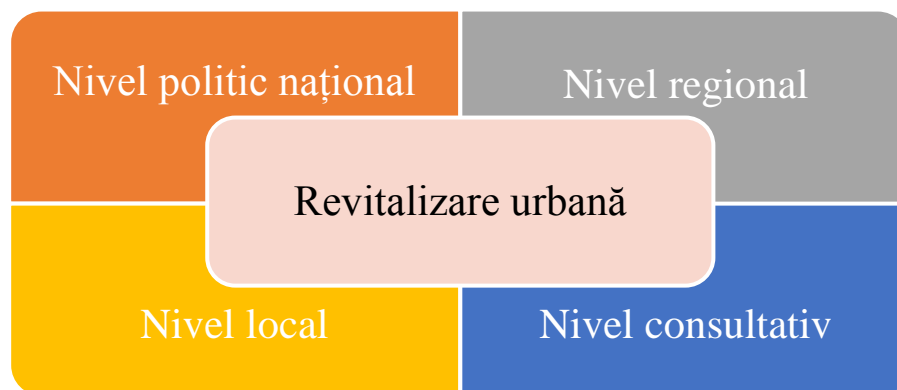 Nivel politic național
Nivel regional
Revitalizare urbană
Nivel local
Nivel consultativ